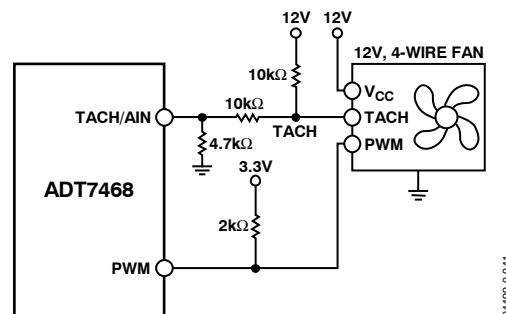 12V 12V
12V, 4-WIRE FAN
10kΩ
VCC
TACH/AIN
10kΩ
TACH
TACH
4.7kΩ
PWM
3.3V
ADT7468
2kΩ
PWM